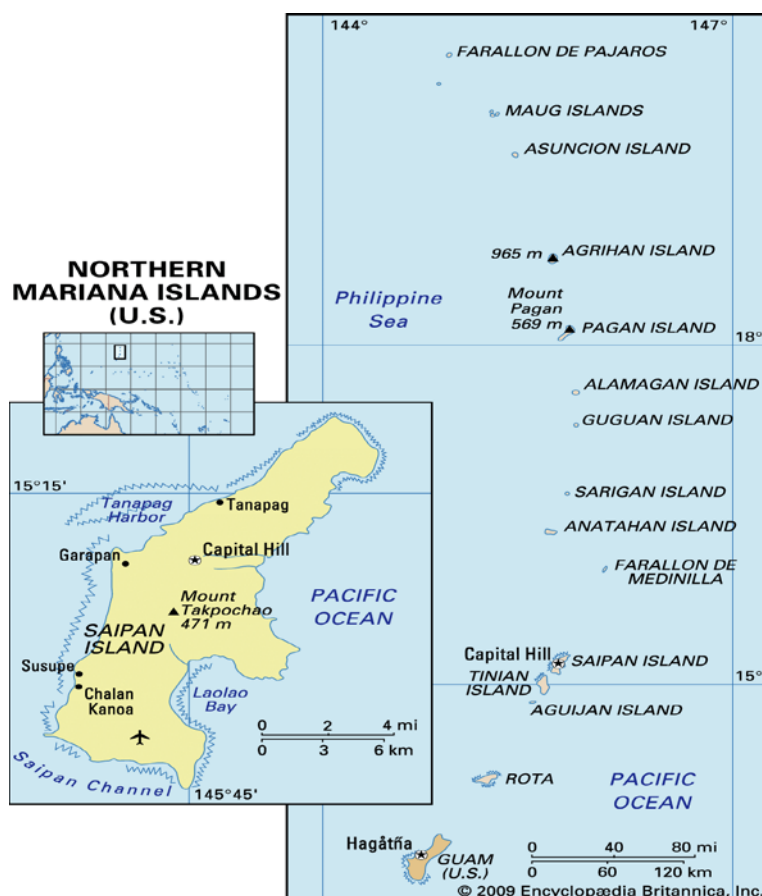 NORTHERN
MARIANA ISLANDS
(U.S.)
15°15'
Tanapag
Harbor
Tanapag
Garapan
Capital Hill
Mount
Takpochao
471 m
SAIPAN
ISLAND
PACIFIC
OCEAN
Susupe
Chalan
Kanoa
Laolao
Bay
0 2 4 mi
0 3 6 km
Saipan Channel
145°45'
144° 147°
FARALLON DE PAJAROS
MAUG ISLANDS
ASUNCION ISLAND
965 m AGRIHAN ISLAND
Philippine
Sea
Mount
Pagan
569 m PAGAN ISLAND
18°
ALAMAGAN ISLAND
GUGUAN ISLAND
SARIGAN ISLAND
ANATAHAN ISLAND
FARALLON DE
MEDINILLA
Capital Hill SAIPAN ISLAND
TINIAN
ISLAND
15°
AGUIJAN ISLAND
ROTA
PACIFIC
OCEAN
Hagåtña
GUAM
(U.S.)
0 40 80 mi
0 60 120 km
© 2009 Encyclopædia Britannica, Inc.